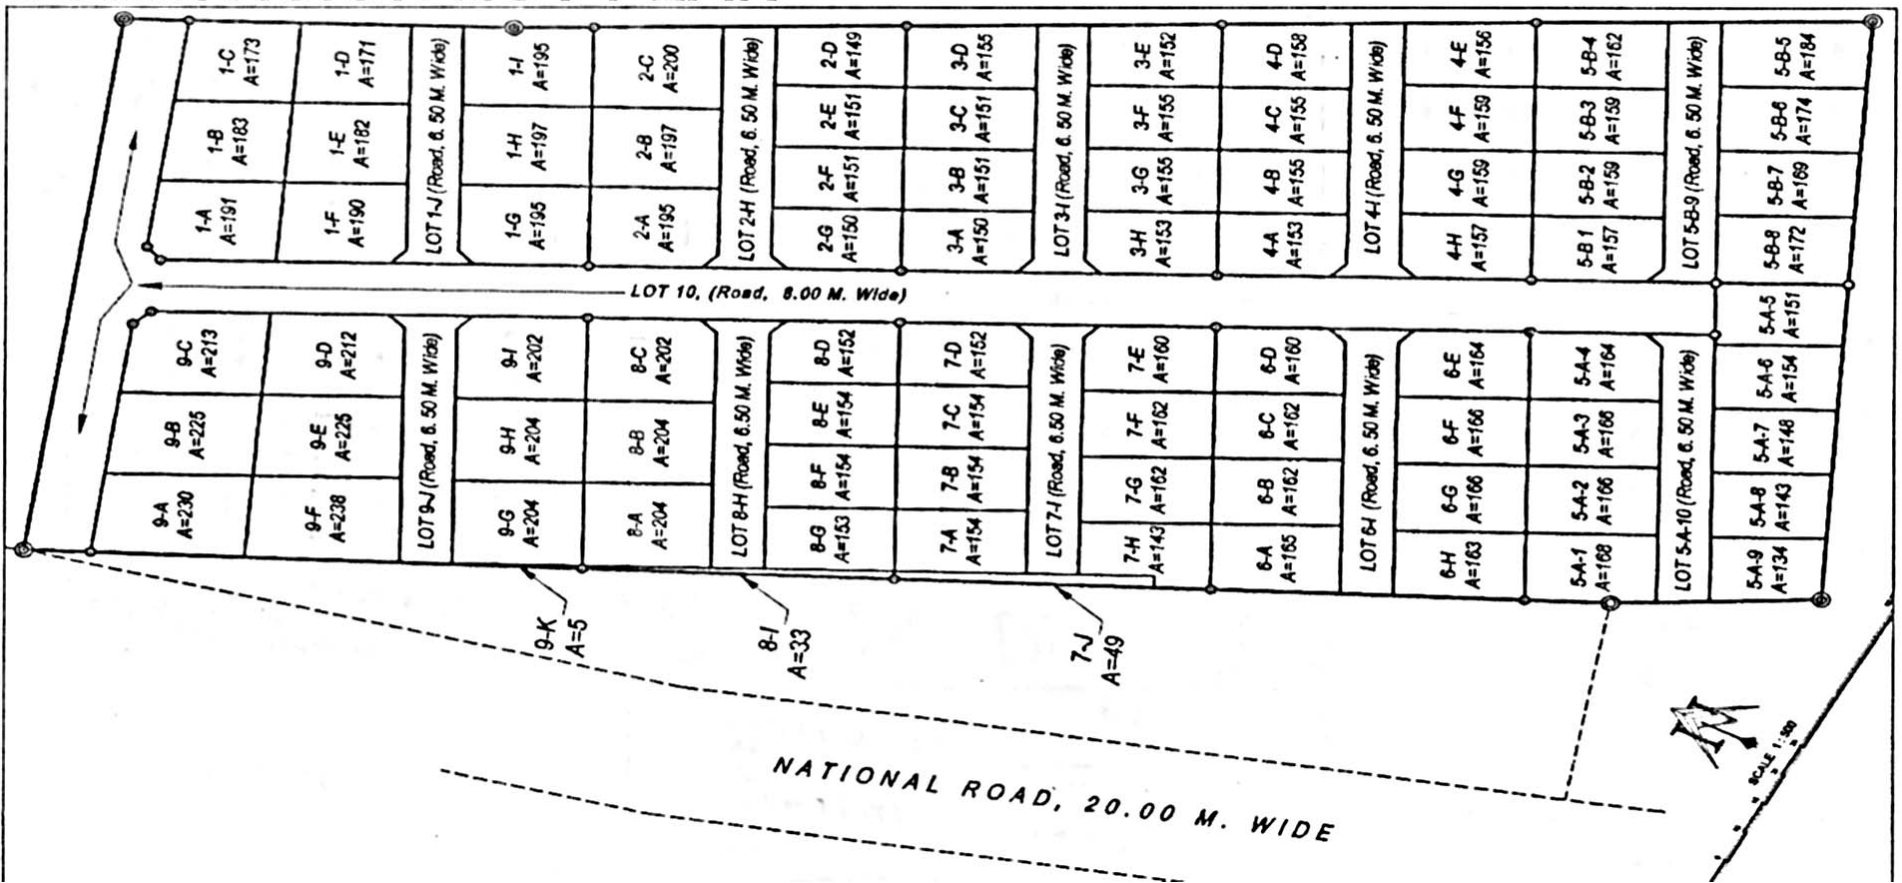 1-C
A=173
1-B
A=183
1-A
A=191
1-D
A=171
1-E
A=182
1-F
A=190
LOT 1-J (Road, 6. 50 M. Wide)
1-I
A=195
1-H
A=197
1-G
A=195
2-C
A=200
2-B
A=197
2-A
A=195
LOT 2-H (Road, 6. 50 M. Wide)
2-D
A=149
2-E
A=151
2-F
A=151
2-G
A=150
3-D
A=155
3-C
A=151
3-B
A=151
3-A
A=150
LOT 3-I (Road, 6. 50 M. Wide)
3-E
A=152
3-F
A=155
3-G
A=155
3-H
A=153
4-D
A=158
4-C
A=155
4-B
A=155
4-A
A=153
LOT 4-I (Road, 6. 50 M. Wide)
4-E
A=156
4-F
A=159
4-G
A=159
4-H
A=157
5-B-4
A=162
5-B-3
A=159
5-B-2
A=159
5-B 1
A=157
LOT 5-B-9 (Road, 6. 50 M. Wide)
5-B-5
A=184
5-B-6
A=174
5-B-7
A=169
5-B-8
A=172
LOT 10, (Road, 8.00 M. Wide)
9-C
A=213
9-B
A=225
9-A
A=230
9-D
A=212
9-E
A=225
9-F
A=238
LOT 9-J (Road, 6. 50 M. Wide)
9-I
A=202
9-H
A=204
9-G
A=204
8-C
A=202
8-B
A=204
8-A
A=204
LOT 8-H (Road, 6.50 M. Wide)
8-D
A=152
8-E
A=154
8-F
A=154
8-G
A=153
7-D
A=152
7-C
A=154
7-B
A=154
7-A
A=154
LOT 7-I (Road, 6.50 M. Wide)
7-E
A=160
7-F
A=162
7-G
A=162
7-H
A=143
6-D
A=160
6-C
A=162
6-B
A=162
6-A
A=165
LOT 6-I (Road, 6. 50 M. Wide)
6-E
A=164
6-F
A=166
6-G
A=166
6-H
A=163
5-A-4
A=164
5-A-3
A=166
5-A-2
A=166
5-A-1
A=168
LOT 5-A-10 (Road, 6. 50 M. Wide)
5-A-5
A=151
5-A-6
A=154
5-A-7
A=148
5-A-8
A=143
5-A-9
A=134
9-K
A=5
8-I
A=33
7-J
A=49
NATIONAL ROAD, 20.00 M. WIDE
SCALE 1:500